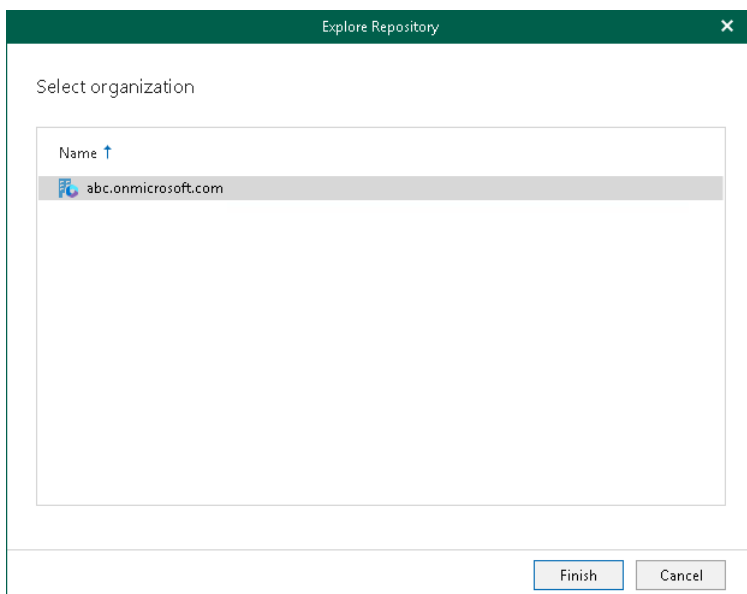 Explore Repository
Select organization
Name ↑
abc.onmicrosoft.com
Finish Cancel